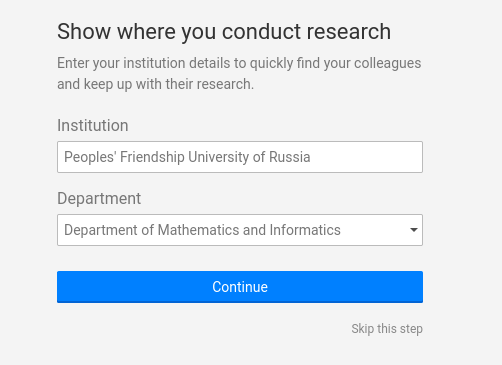 Show where you conduct research
Enter your institution details to quickly find your colleagues
and keep up with their research.
Institution
Peoples' Friendship University of Russia
Department
Department of Mathematics and Informatics
Continue
Skip this step